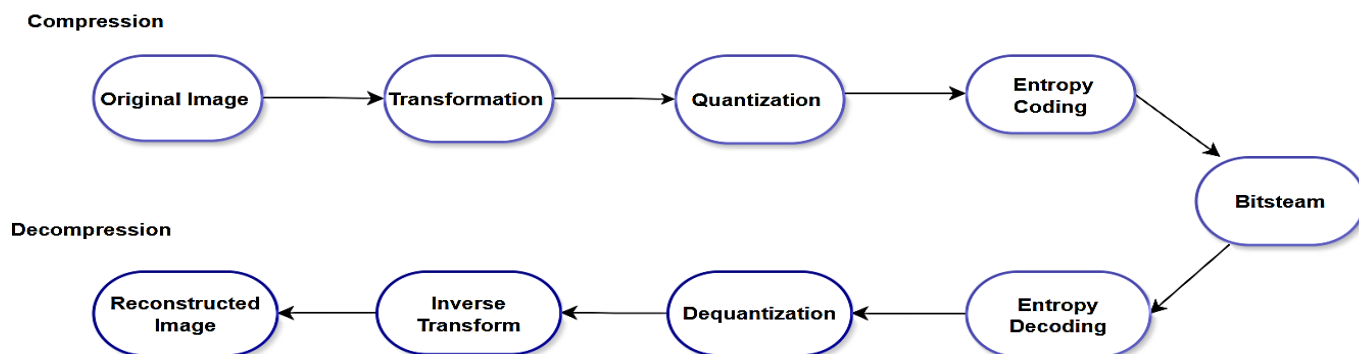 Compression
Original Image
Transformation
Quantization
Entropy
Coding
Bitsteam
Decompression
Reconstructed
Image
Inverse
Transform
Dequantization
Entropy
Decoding